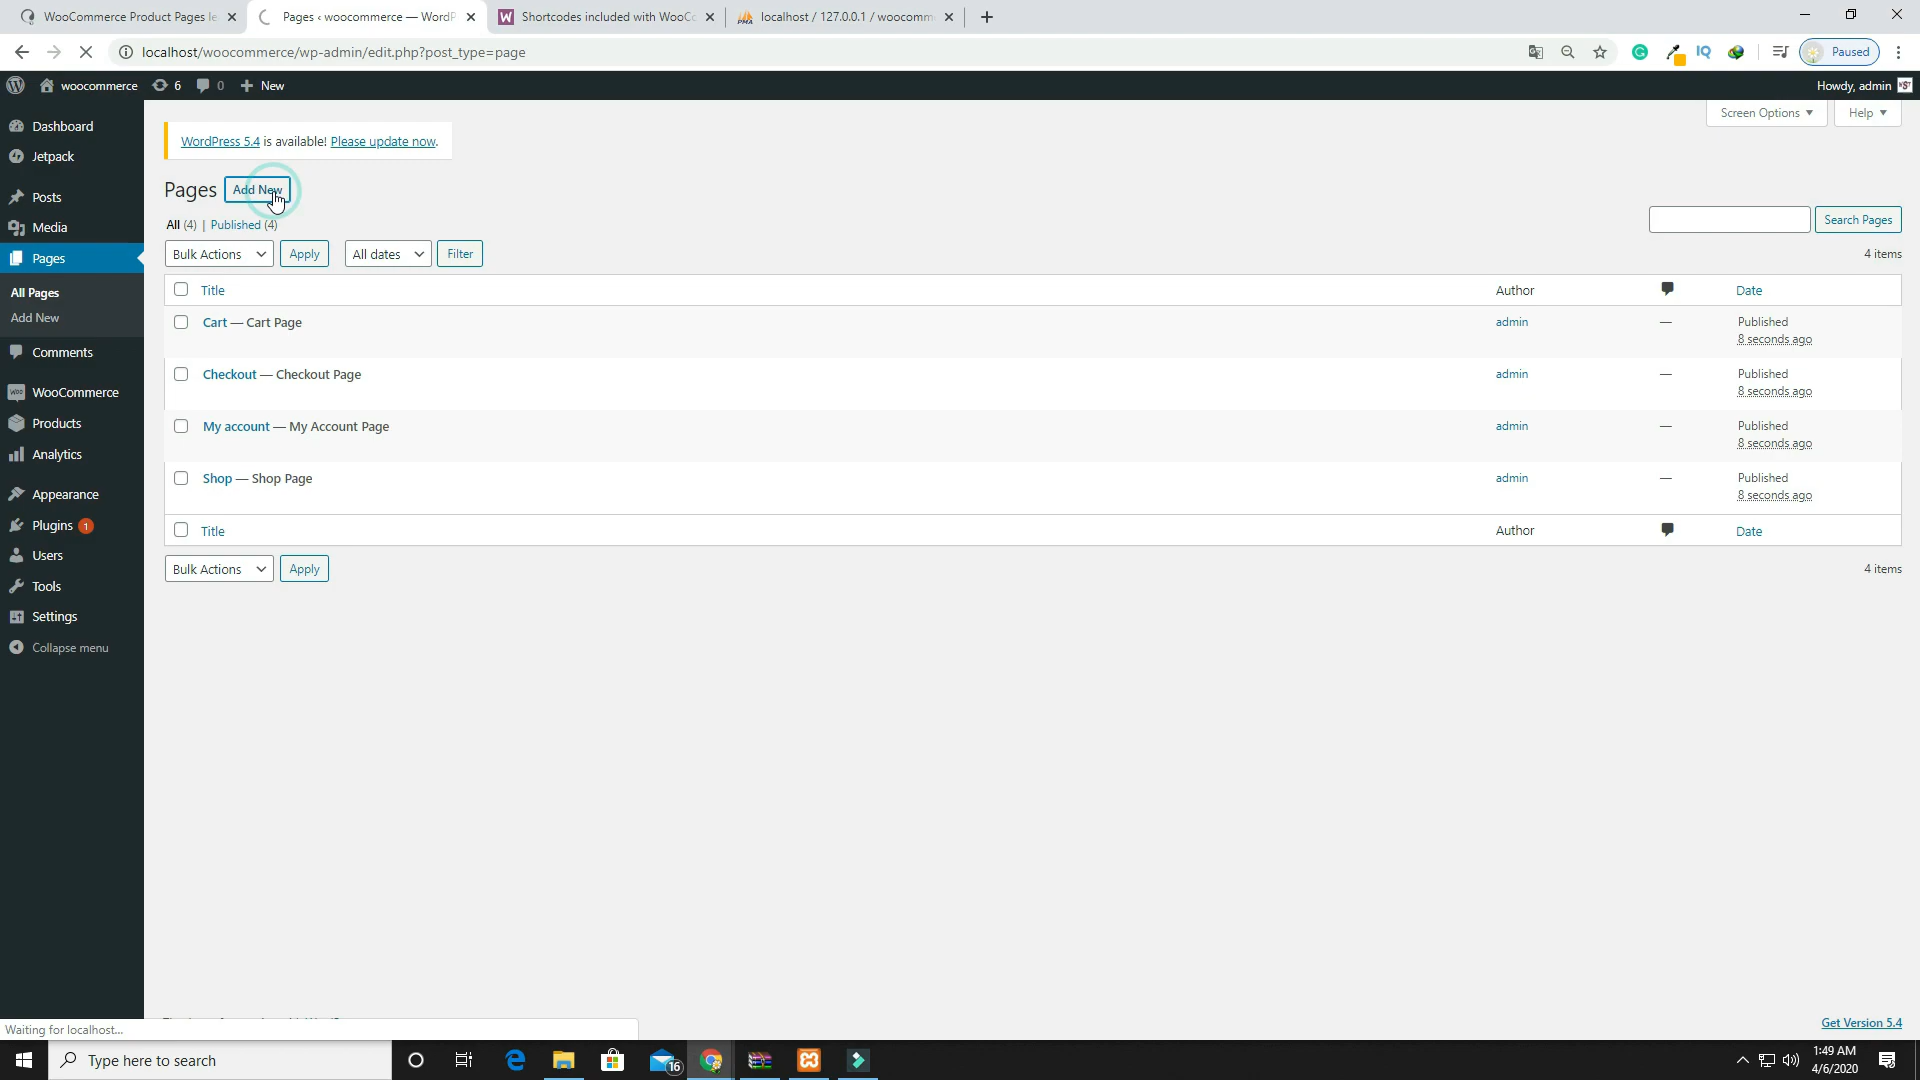 WooCommerce Product Pages le
Pages ‹ woocommerce — WordP
Shortcodes included with WooCo
localhost / 127.0.0.1 / woocomm
localhost/woocommerce/wp-admin/edit.php?post_type=page
Paused
woocommerce
6
0
New
Howdy, admin
Dashboard
Jetpack
Posts
Media
Pages
All Pages
Add New
Comments
WooCommerce
Products
Analytics
Appearance
Plugins 1
Users
Tools
Settings
Collapse menu
Screen Options
Help
WordPress 5.4 is available! Please update now.
Pages
Add New
All (4) | Published (4)
Search Pages
Bulk Actions
Apply
All dates
Filter
4 items
Title
Author
Date
Cart — Cart Page
admin
—
Published
8 seconds ago
Checkout — Checkout Page
admin
—
Published
8 seconds ago
My account — My Account Page
admin
—
Published
8 seconds ago
Shop — Shop Page
admin
—
Published
8 seconds ago
Title
Author
Date
Bulk Actions
Apply
4 items
Waiting for localhost...
Get Version 5.4
Type here to search
16
1:49 AM
4/6/2020